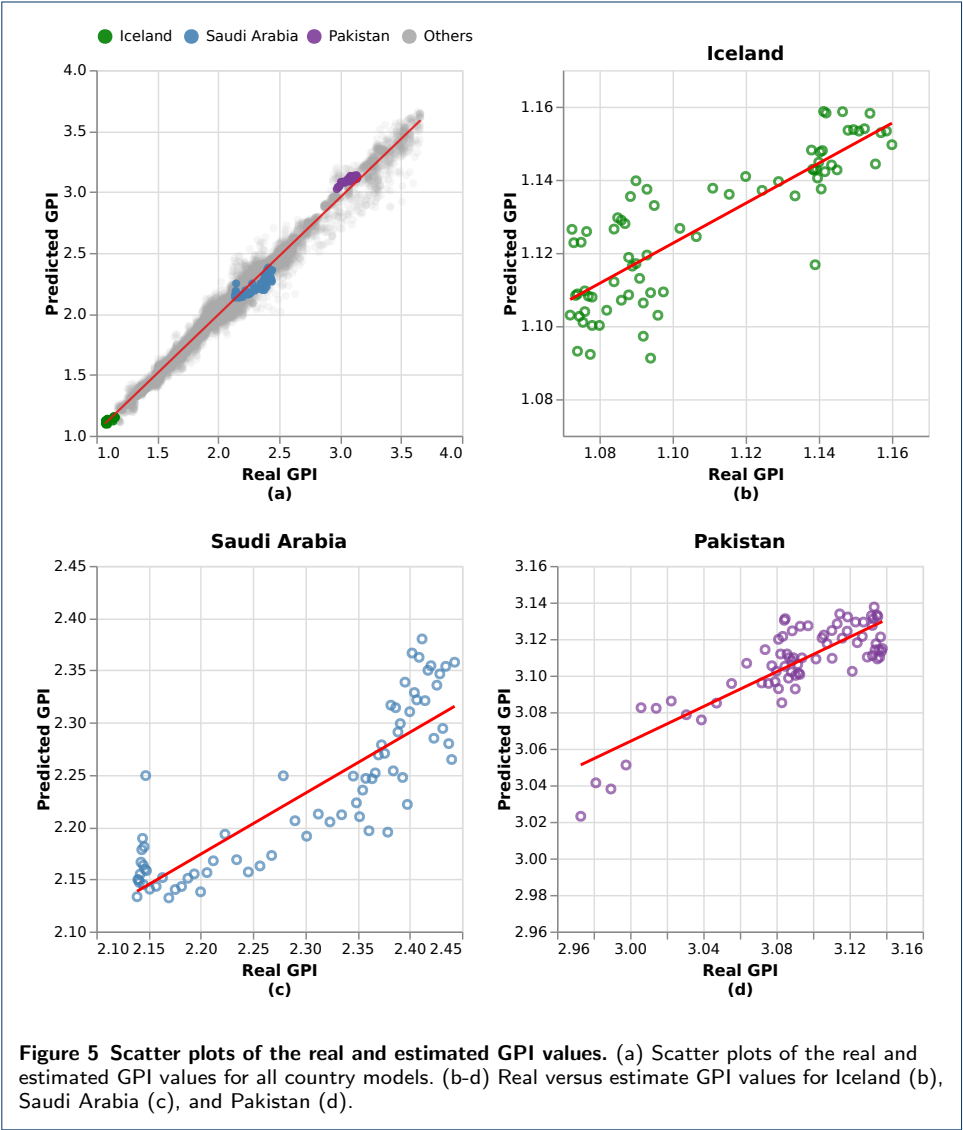 Iceland Saudi Arabia Pakistan Others
4.0
3.5
3.0
2.5
2.0
1.5
1.0
Predicted GPI
1.0 1.5 2.0 2.5 3.0 3.5 4.0
Real GPI
(a)
Iceland
1.16
1.14
1.12
1.10
1.08
Predicted GPI
1.08 1.10 1.12 1.14 1.16
Real GPI
(b)
Saudi Arabia
2.45
2.40
2.35
2.30
2.25
2.20
2.15
2.10
Predicted GPI
2.10 2.15 2.20 2.25 2.30 2.35 2.40 2.45
Real GPI
(c)
Pakistan
3.16
3.14
3.12
3.10
3.08
3.06
3.04
3.02
3.00
2.98
2.96
Predicted GPI
2.96 3.00 3.04 3.08 3.12 3.16
Real GPI
(d)
Figure 5 Scatter plots of the real and estimated GPI values. (a) Scatter plots of the real and
estimated GPI values for all country models. (b-d) Real versus estimate GPI values for Iceland (b),
Saudi Arabia (c), and Pakistan (d).